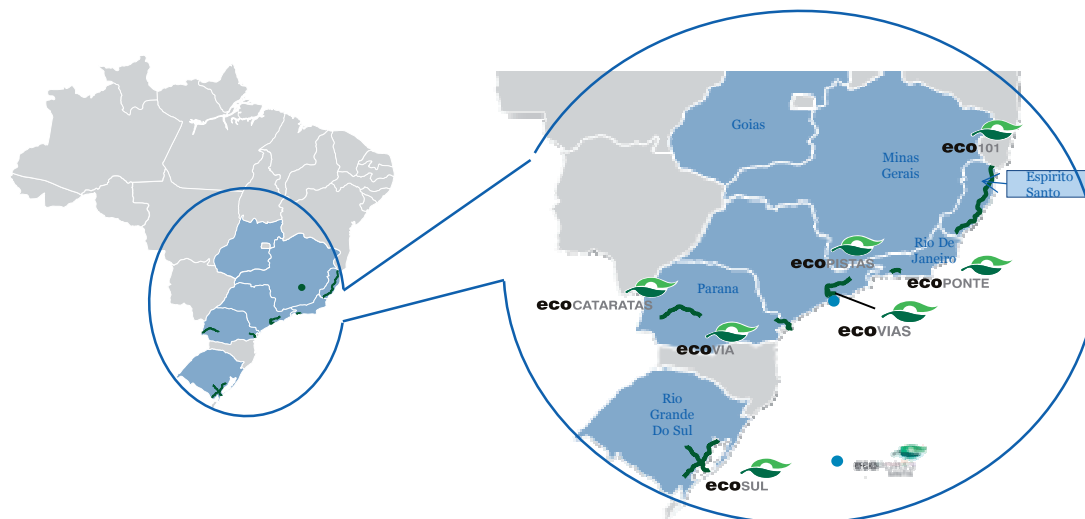 Goias
eco101
Minas
Gerais
Espirito
Santo
Rio De
Janeiro
ecoPISTAS
ecoPONTE
Parana
ecoCATARATAS
ecoVIAS
ecoVIA
Rio
Grande
Do Sul
ecoSUL